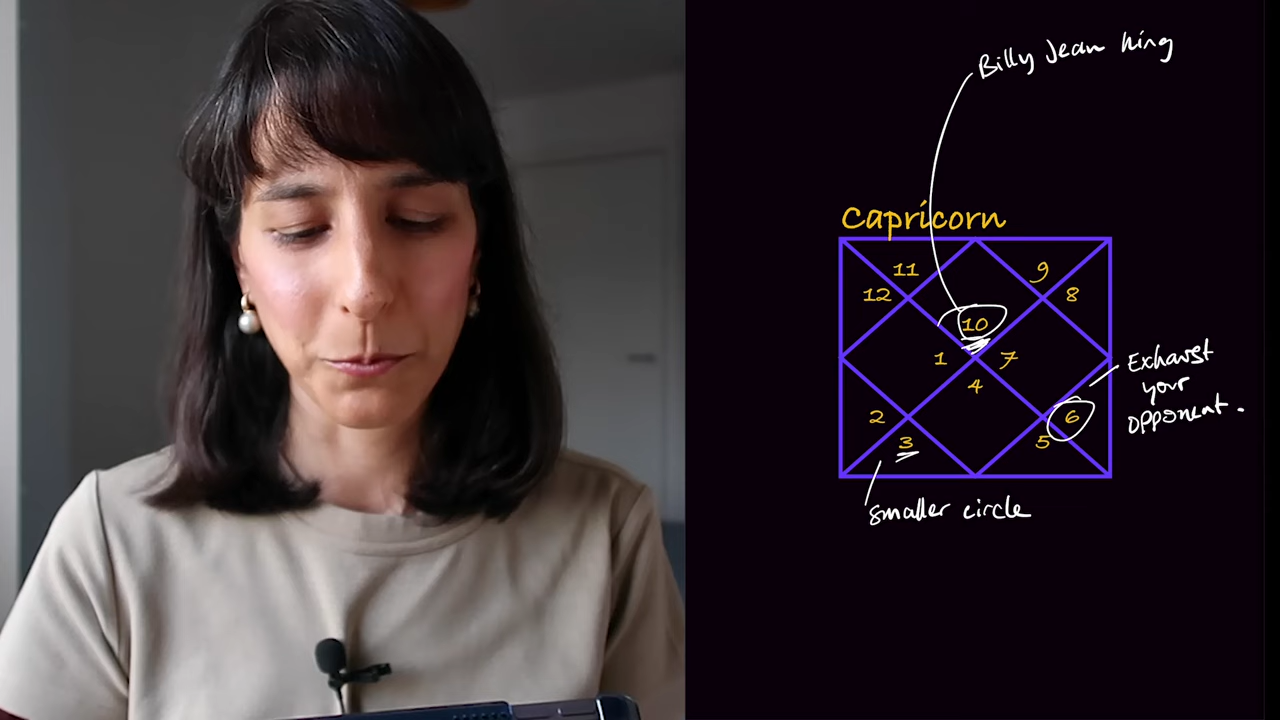 Billy Jean King
Capricorn
11
9
12
8
10
1
7
4
Exhaust
your
opponent.
2
6
3
5
smaller circle